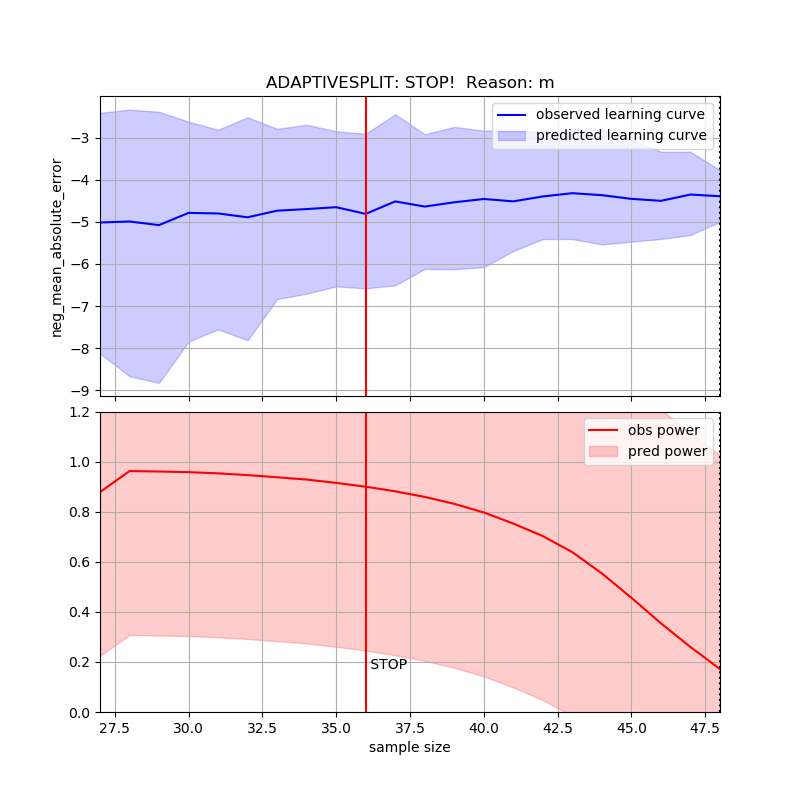 ADAPTIVESPLIT: STOP!  Reason: m
observed learning curve
predicted learning curve
neg_mean_absolute_error
−3
−4
−5
−6
−7
−8
−9
1.2
1.0
0.8
0.6
0.4
0.2
0.0
obs power
pred power
STOP
27.5 30.0 32.5 35.0 37.5 40.0 42.5 45.0 47.5
sample size